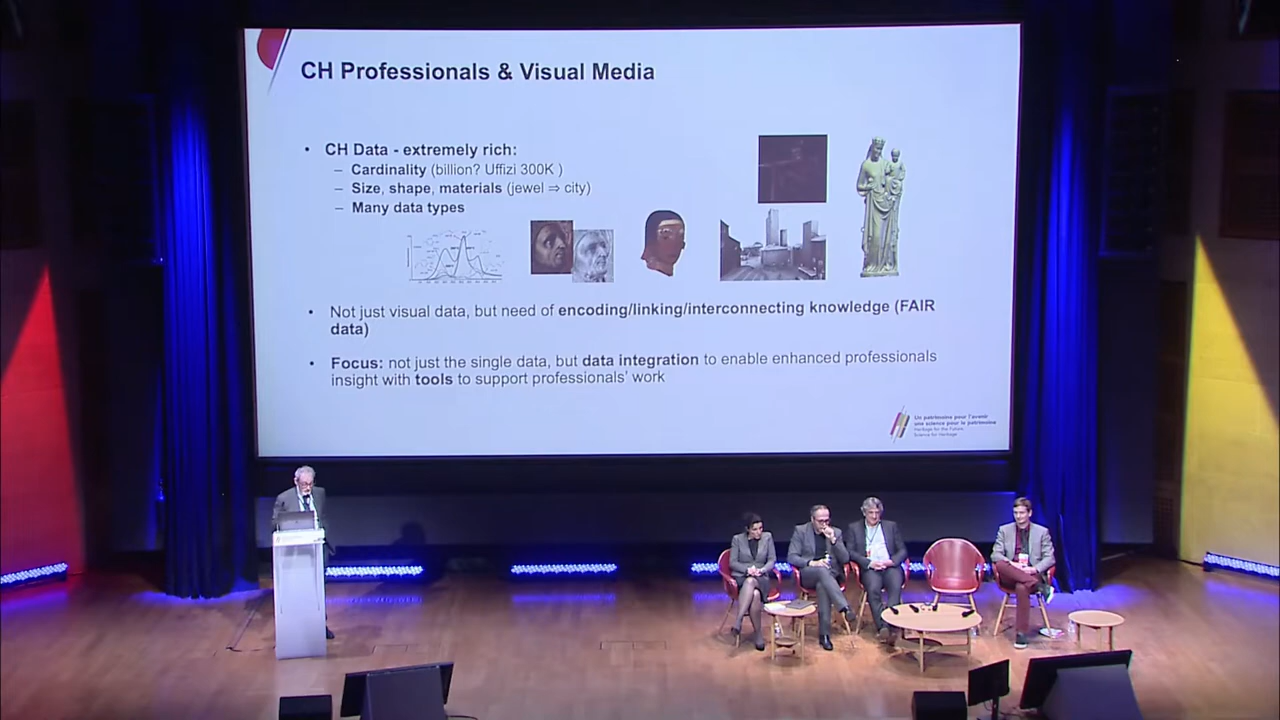 CH Professionals & Visual Media
• CH Data - extremely rich:
– Cardinality (billion? Uffizi 300K )
– Size, shape, materials (jewel ⇒ city)
– Many data types
• Not just visual data, but need of encoding/linking/interconnecting knowledge (FAIR
data)
• Focus: not just the single data, but data integration to enable enhanced professionals
insight with tools to support professionals' work
Un patrimoine pour l'avenir
une science pour le patrimoine
Heritage for the Future,
Science for Heritage